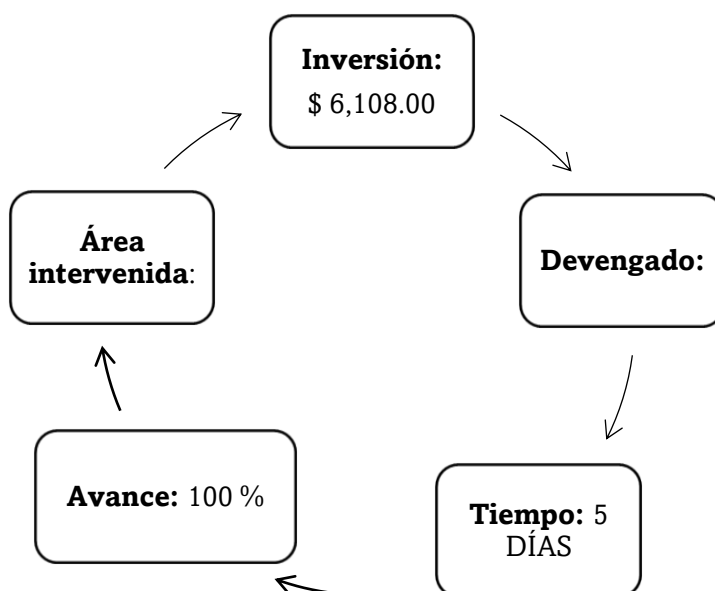 Inversión:
$ 6,108.00
Devengado:
Tiempo: 5
DÍAS
Avance: 100 %
Área
intervenida: